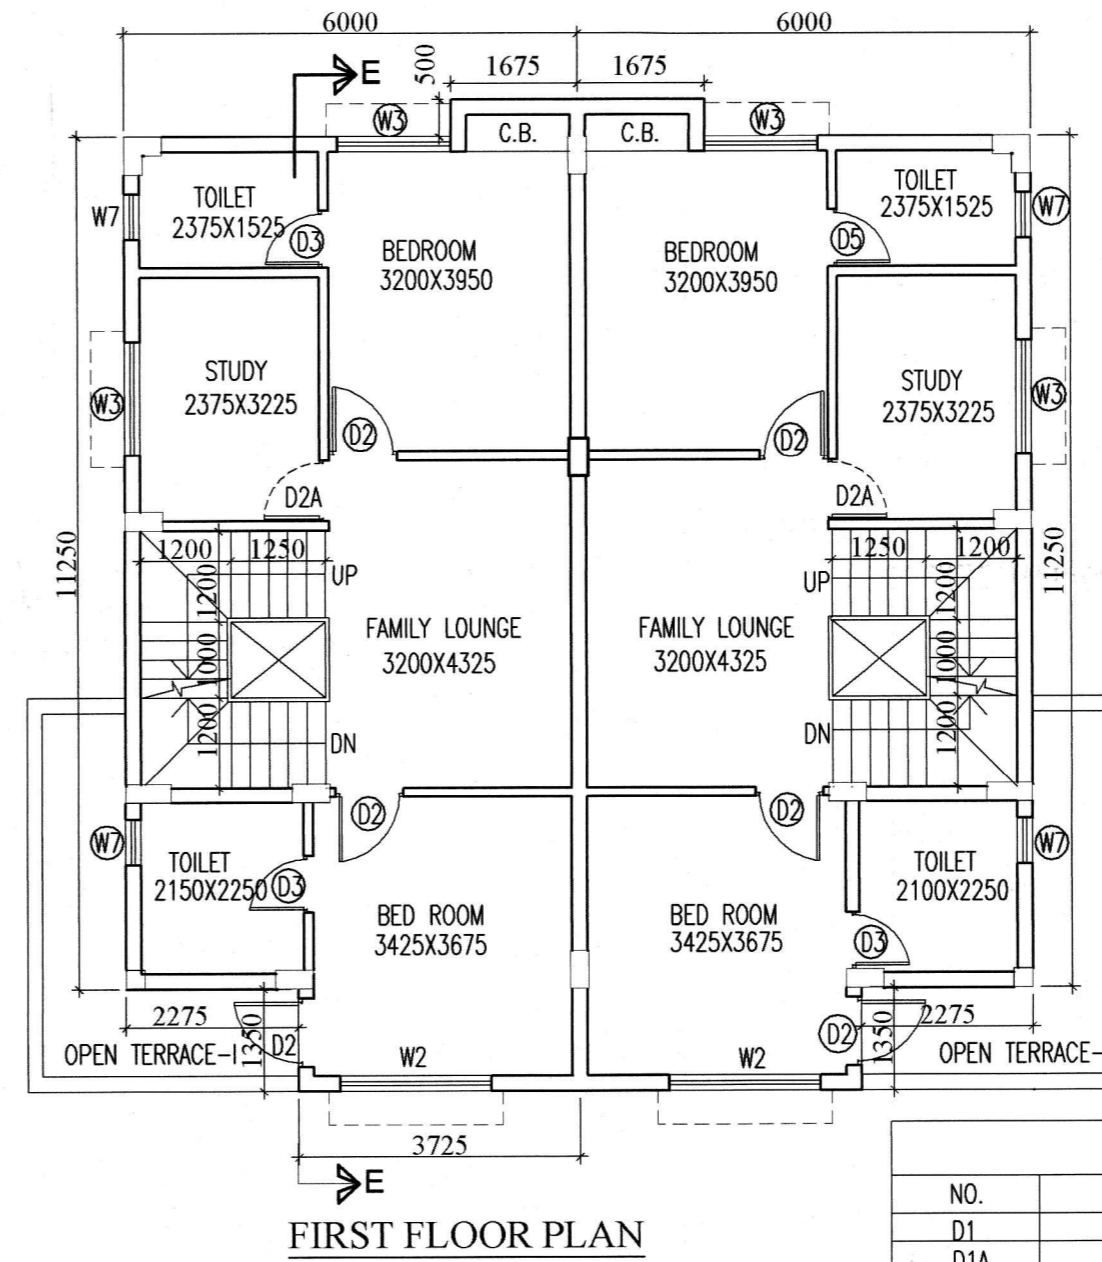 6000 6000
500 1675 1675
E
W3 C.B. C.B. W3
TOILET
2375X1525
TOILET
2375X1525
W7 W7
D3 D5
BEDROOM
3200X3950
BEDROOM
3200X3950
STUDY
2375X3225
STUDY
2375X3225
W3 W3
D2 D2
D2A D2A
11250 11250
1200 1250 1250 1200
UP UP
1200 1200
FAMILY LOUNGE
3200X4325
FAMILY LOUNGE
3200X4325
1000 1000
1200 1200
DN DN
D2 D2
W7 W7
TOILET
2150X2250
TOILET
2100X2250
D3 D3
BED ROOM
3425X3675
BED ROOM
3425X3675
2275 2275
1350 1350
D2 D2
OPEN TERRACE-I OPEN TERRACE-
W2 W2
3725
E
FIRST FLOOR PLAN
NO.
D1
D1A